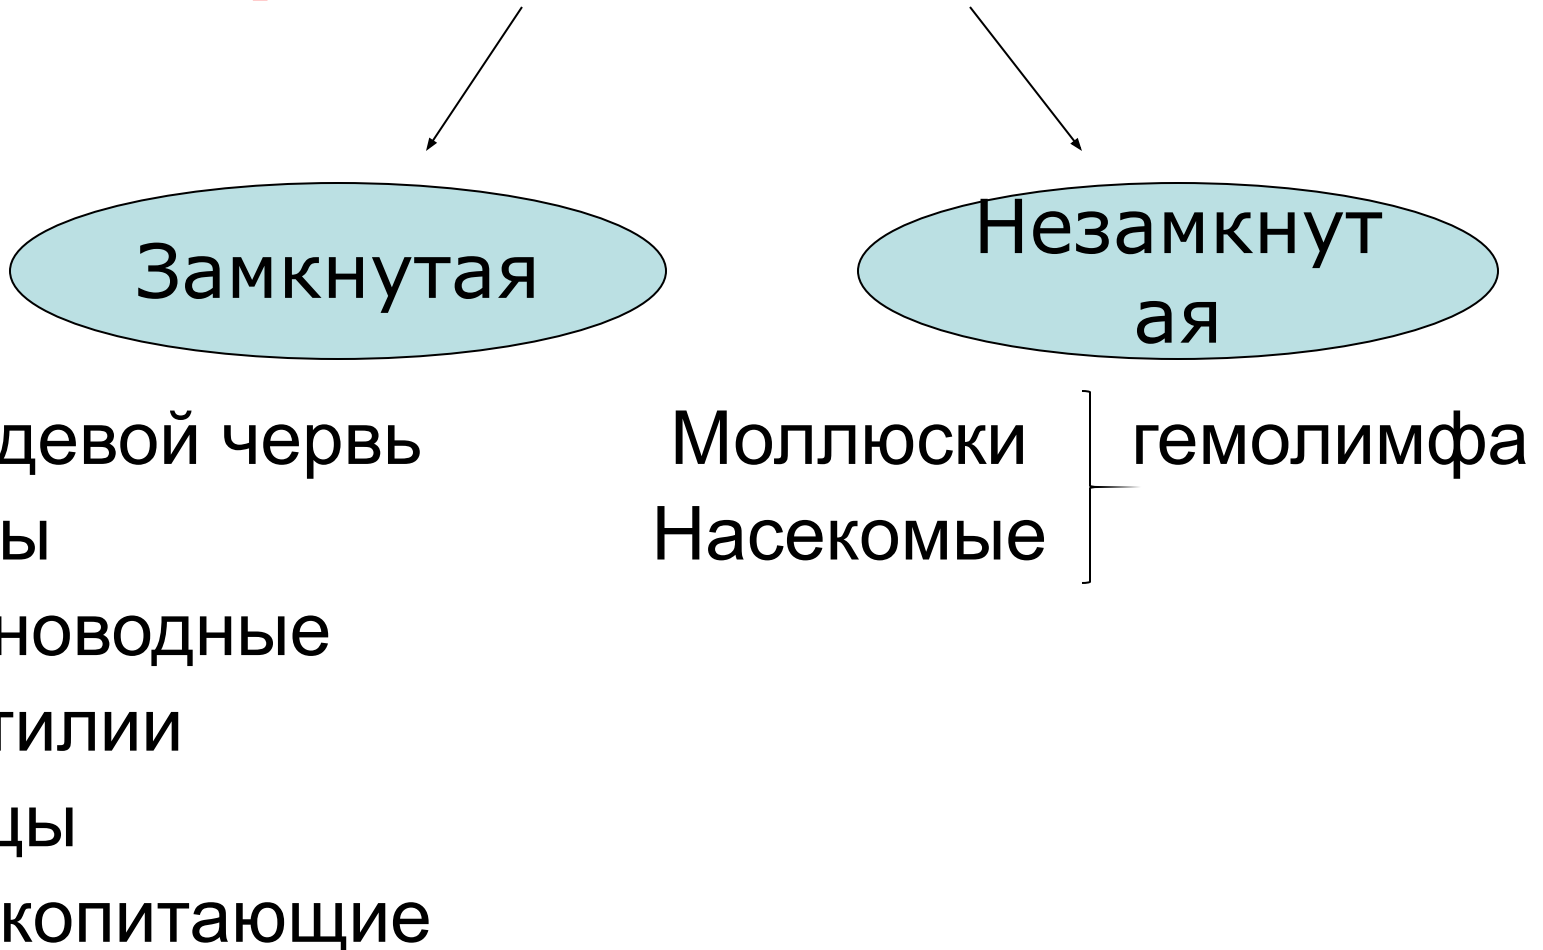 Замкнутая
Незамкнут
ая
девой червь
Моллюски
гемолимфа
ы
Насекомые
новодные
тилии
цы
копитающие